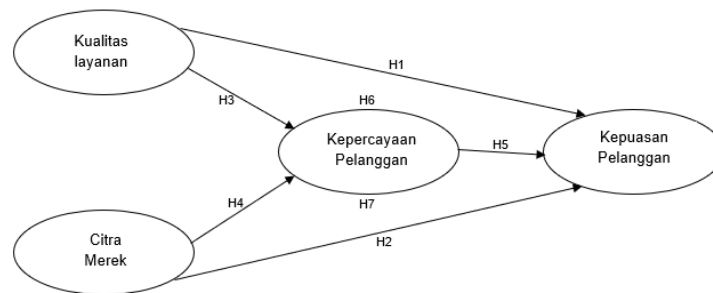 Kualitas
layanan
H1
H3
H6
Kepercayaan
Pelanggan
H5
Kepuasan
Pelanggan
H4
H7
Citra
Merek
H2